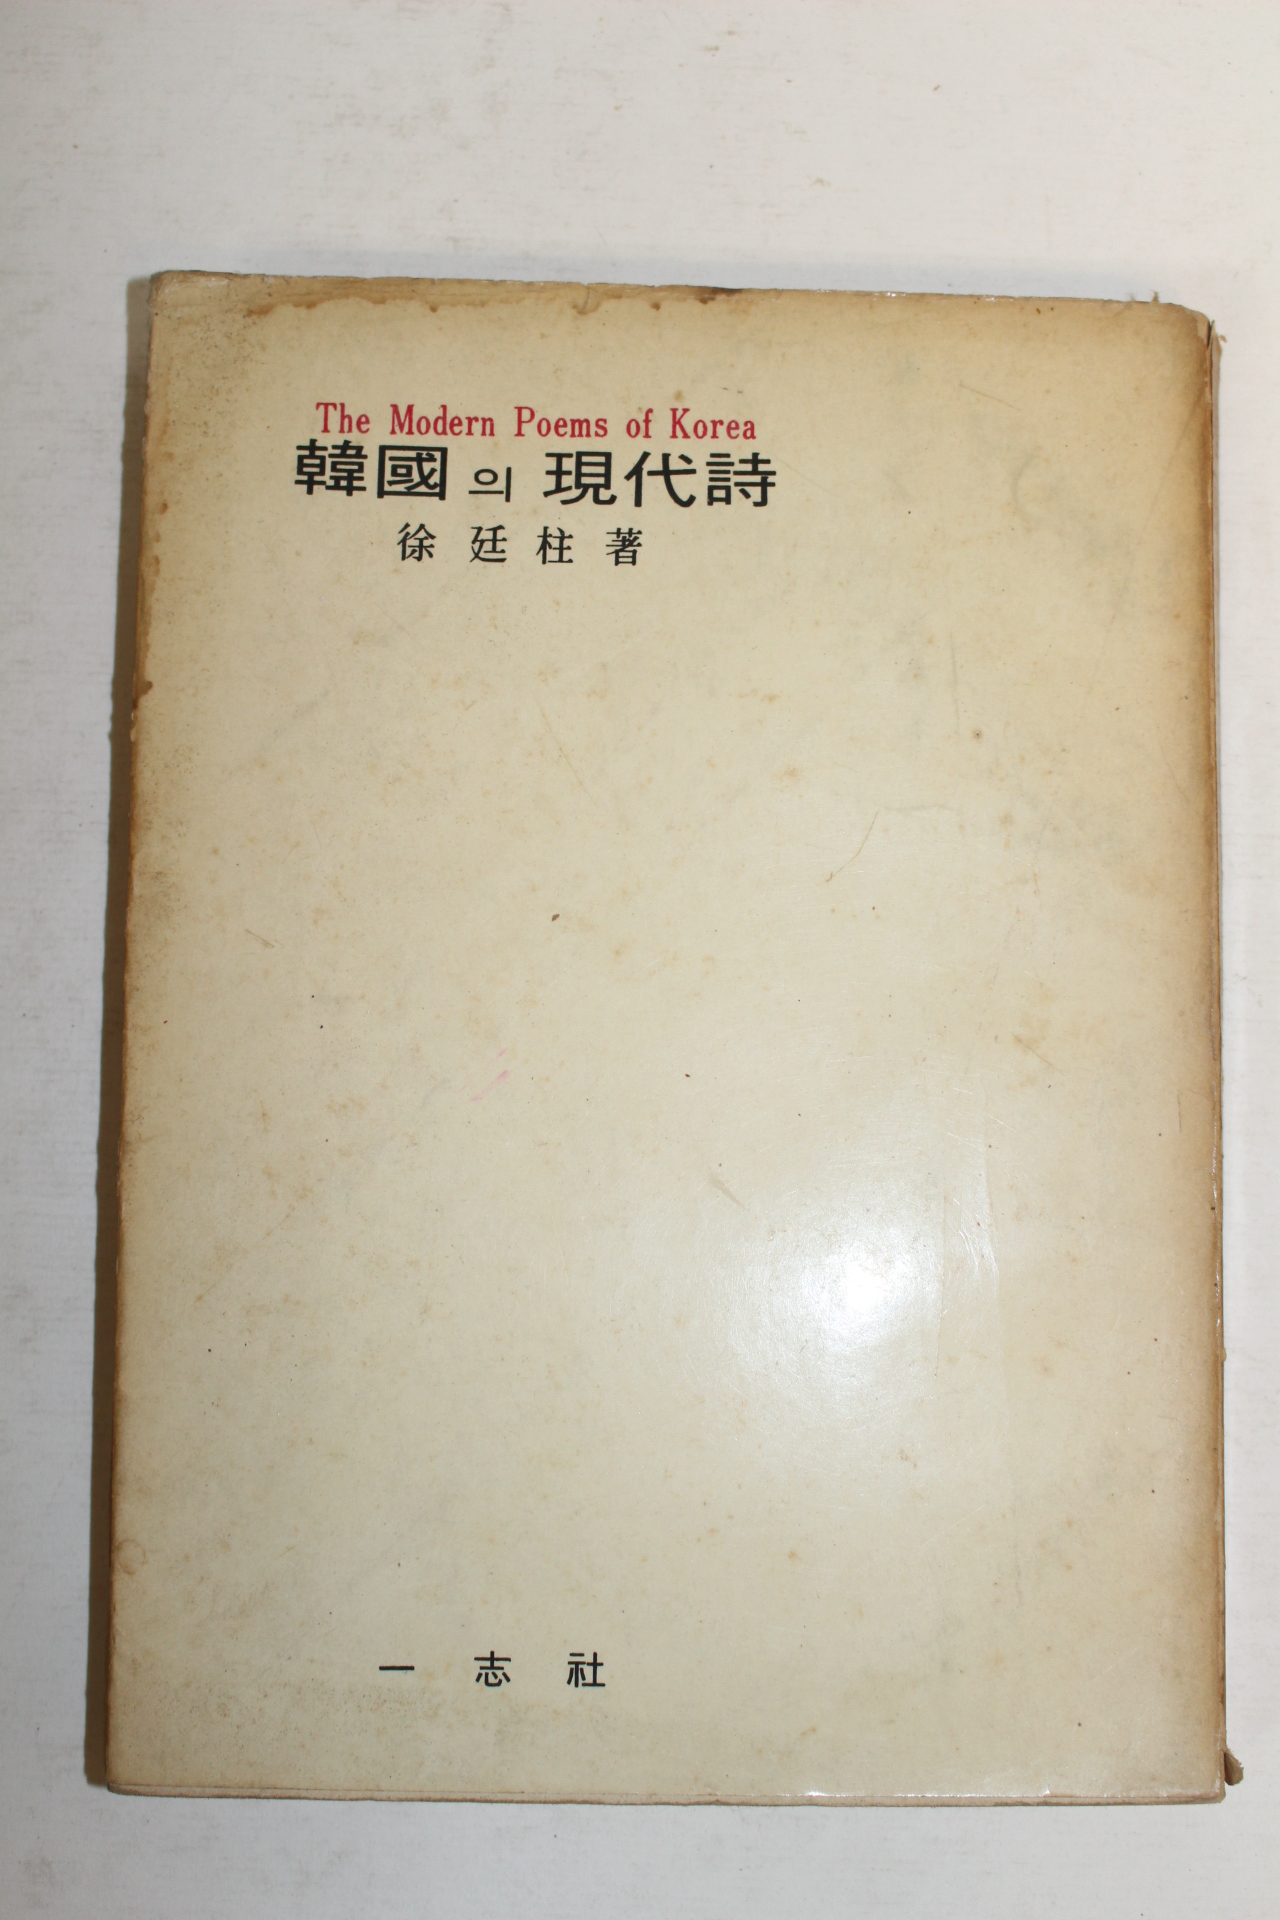 The Modern Poems of Korea
韓國의 現代詩
徐廷柱著
一志社